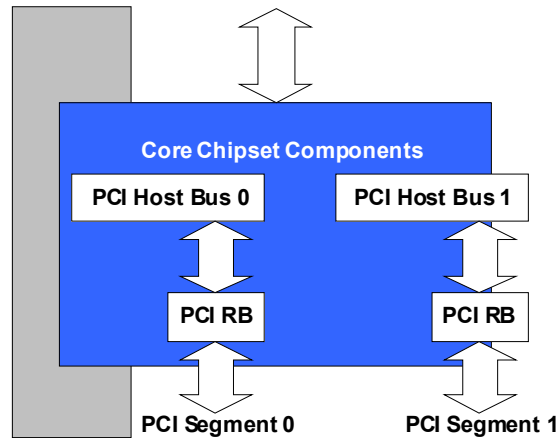 Core Chipset Components
PCI Host Bus 0
PCI Host Bus 1
PCI RB
PCI RB
PCI Segment 0
PCI Segment 1